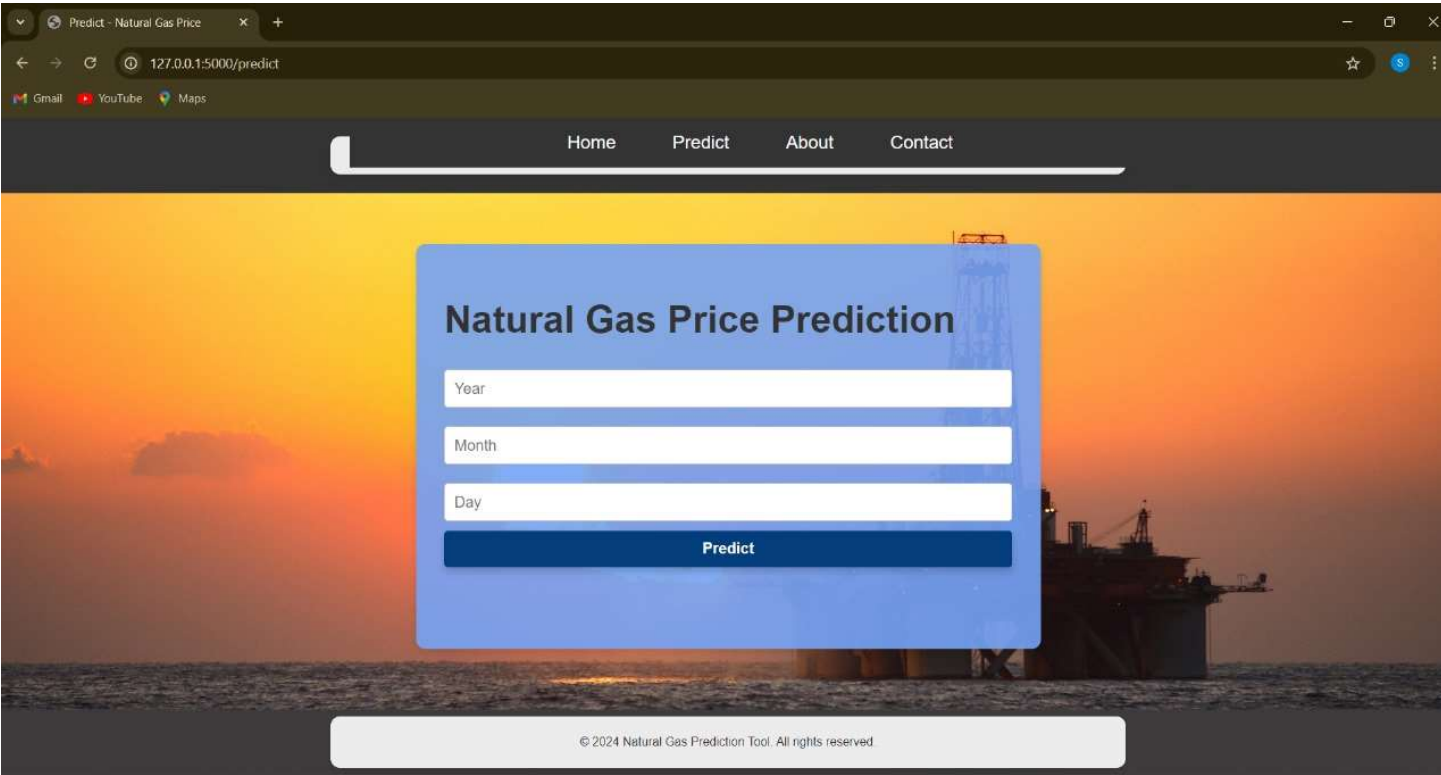 Predict - Natural Gas Price
127.0.0.1:5000/predict
S
Gmail YouTube Maps
Home Predict About Contact
Natural Gas Price Prediction
Year
Month
Day
Predict
© 2024 Natural Gas Prediction Tool. All rights reserved.